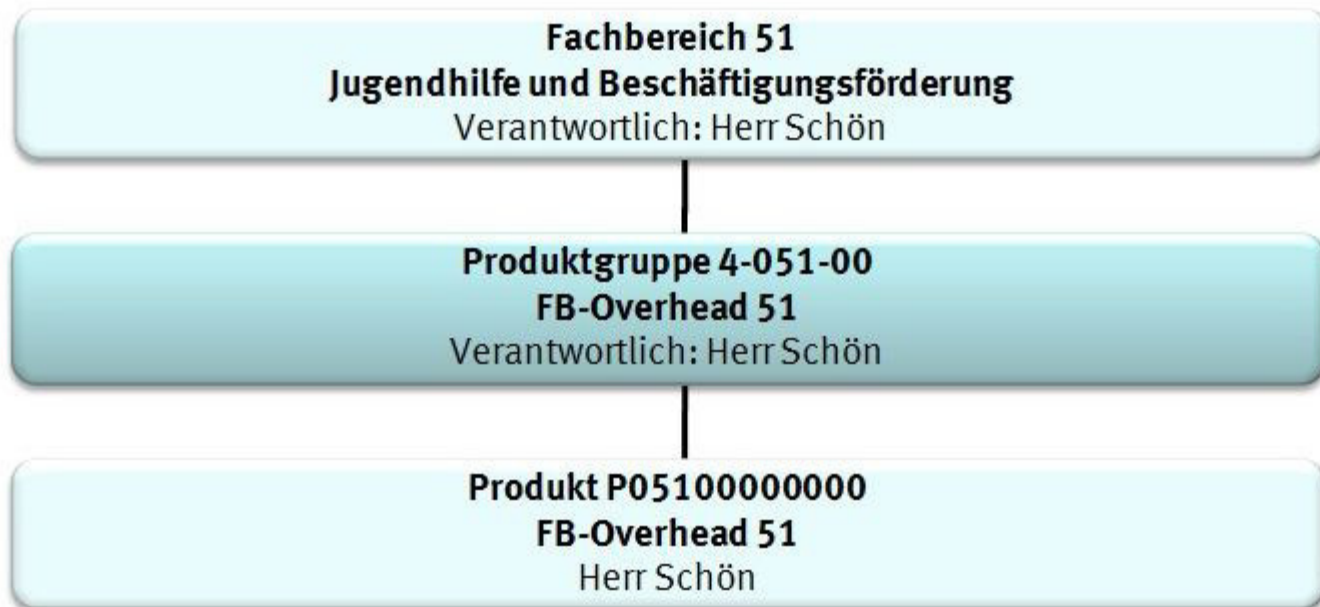 Fachbereich 51
Jugendhilfe und Beschäftigungsförderung
Verantwortlich: Herr Schön
Produktgruppe 4-051-00
FB-Overhead 51
Verantwortlich: Herr Schön
Produkt P05100000000
FB-Overhead 51
Herr Schön